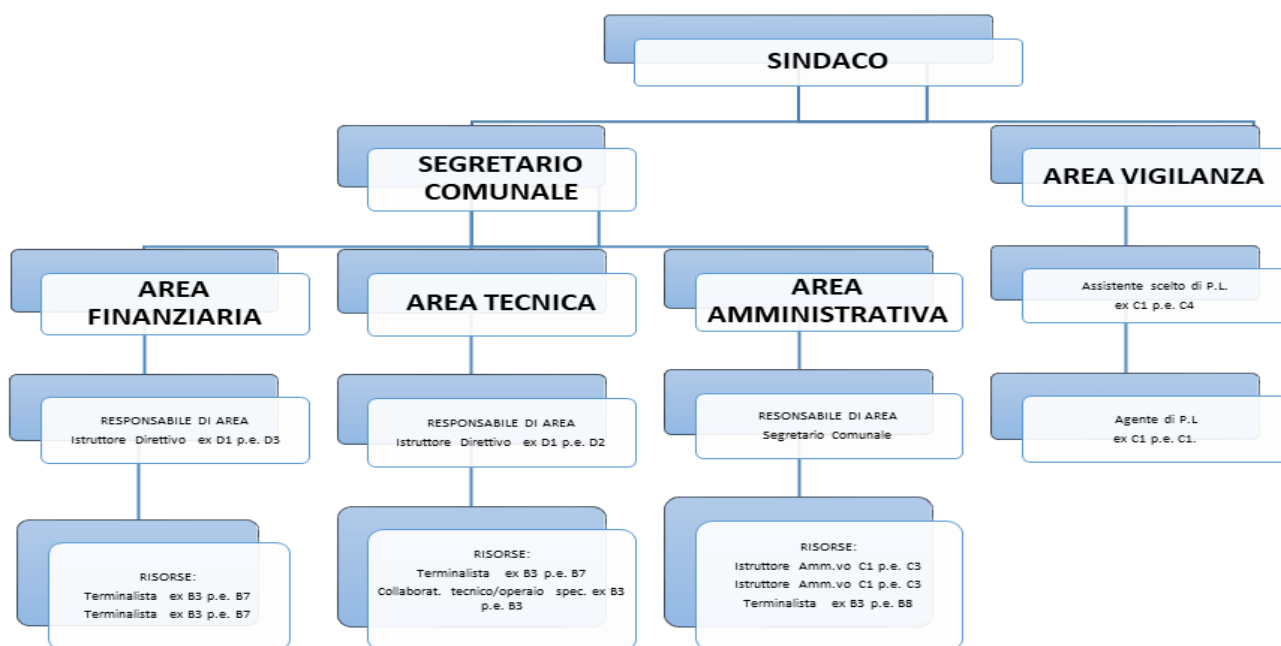 SINDACO
SEGRETARIO
COMUNALE
AREA VIGILANZA
AREA
FINANZIARIA
AREA TECNICA
AREA
AMMINISTRATIVA
Assistente scelto di P.L.
ex C1 p.e. C4
RESPONSABILE DI AREA
Istruttore Direttivo ex D1 p.e. D3
RESPONSABILE DI AREA
Istruttore Direttivo ex D1 p.e. D2
RESONSABILE DI AREA
Segretario Comunale
Agente di P.L
ex C1 p.e. C1.
RISORSE:
Terminalista ex B3 p.e. B7
Terminalista ex B3 p.e. B7
RISORSE:
Terminalista ex B3 p.e. B7
Collaborat. tecnico/operaio spec. ex B3
p.e. B3
RISORSE:
Istruttore Amm.vo C1 p.e. C3
Istruttore Amm.vo C1 p.e. C3
Terminalista ex B3 p.e. B8